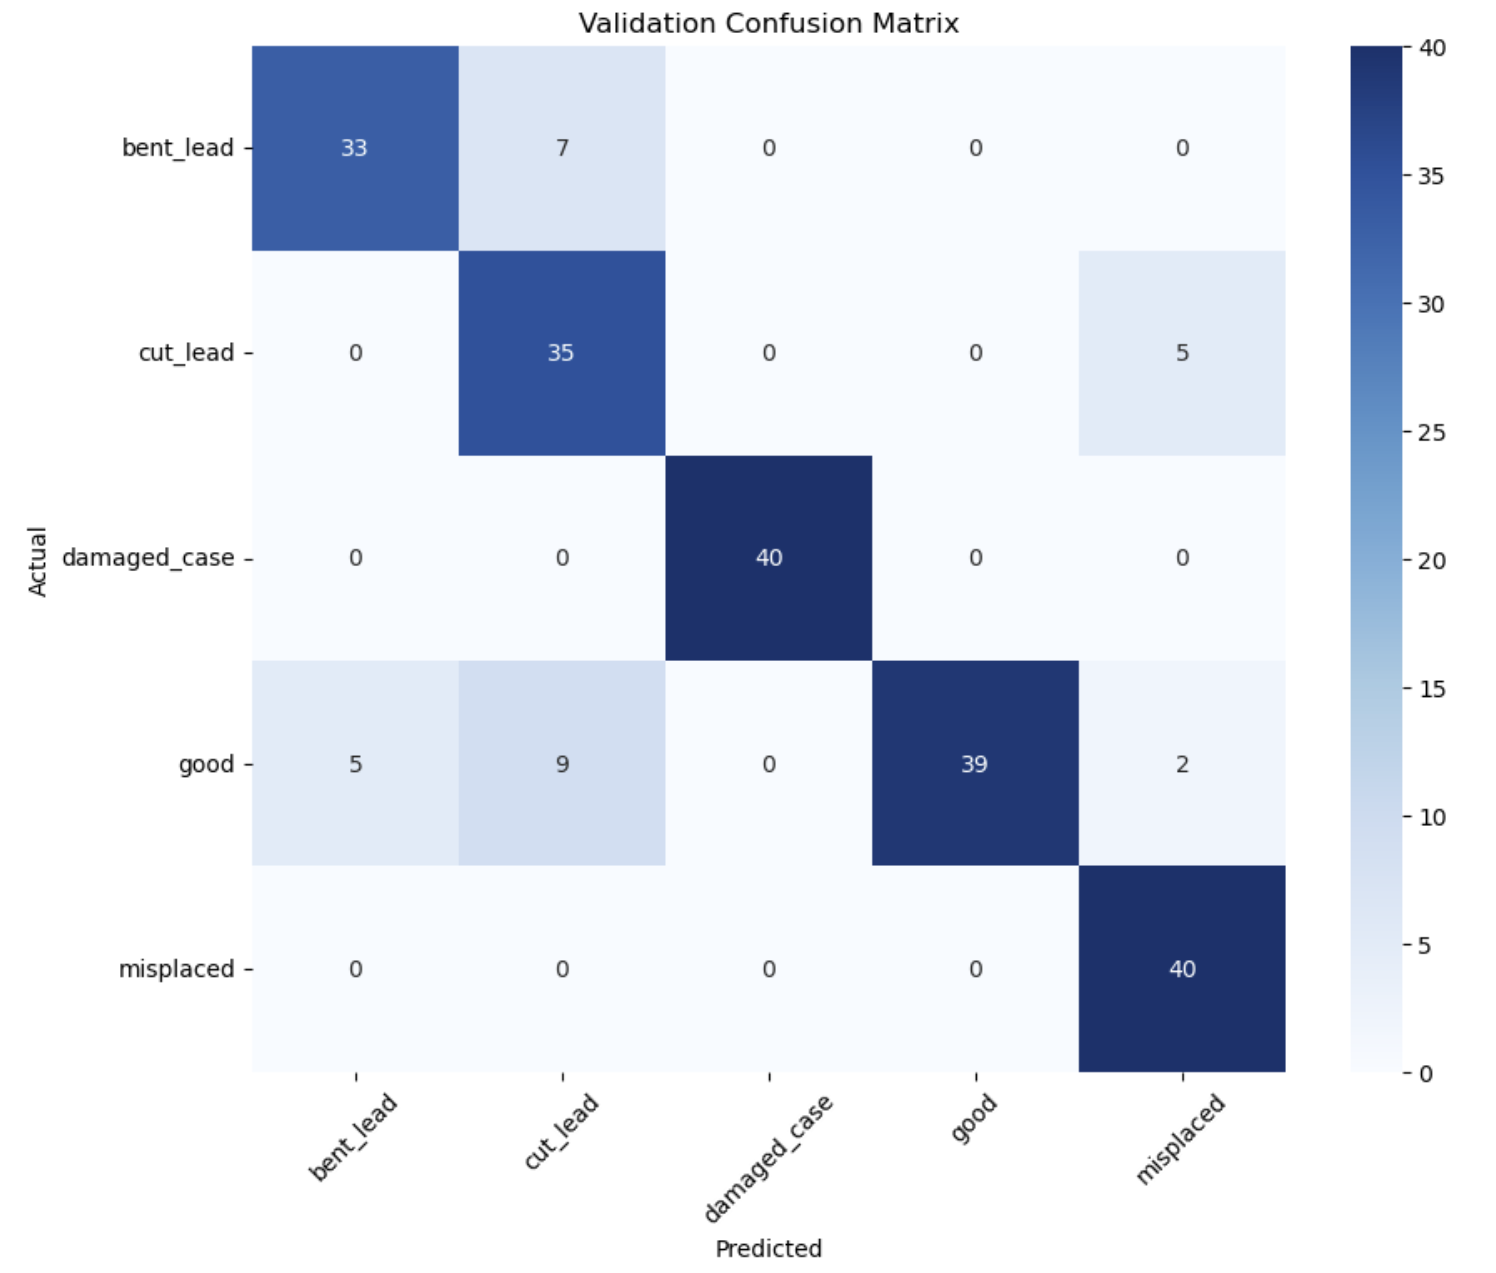 Validation Confusion Matrix
Actual
bent_lead 33 7 0 0 0
cut_lead 0 35 0 0 5
damaged_case 0 0 40 0 0
good 5 9 0 39 2
misplaced 0 0 0 0 40
bent_lead cut_lead damaged_case good misplaced
Predicted
40
35
30
25
20
15
10
5
0